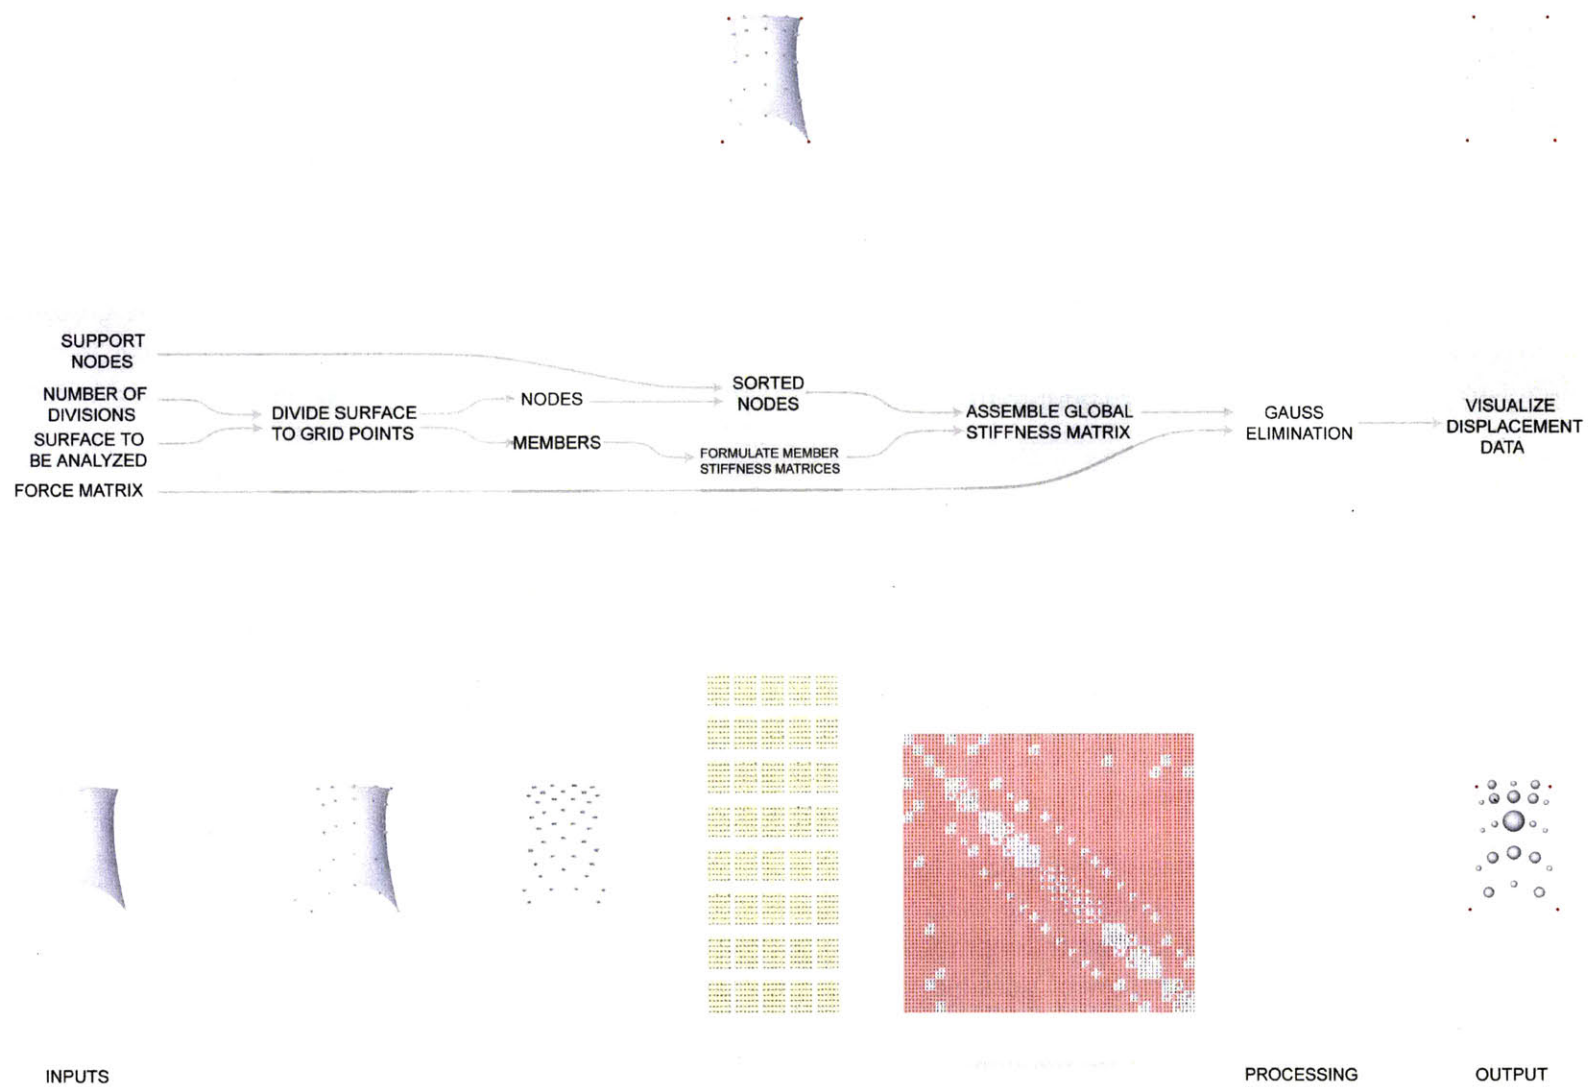 SUPPORT
NODES
NUMBER OF
DIVISIONS
SURFACE TO
BE ANALYZED
FORCE MATRIX
DIVIDE SURFACE
TO GRID POINTS
NODES
MEMBERS
SORTED
NODES
FORMULATE MEMBER
STIFFNESS MATRICES
ASSEMBLE GLOBAL
STIFFNESS MATRIX
GAUSS
ELIMINATION
VISUALIZE
DISPLACEMENT
DATA
INPUTS
PROCESSING
OUTPUT